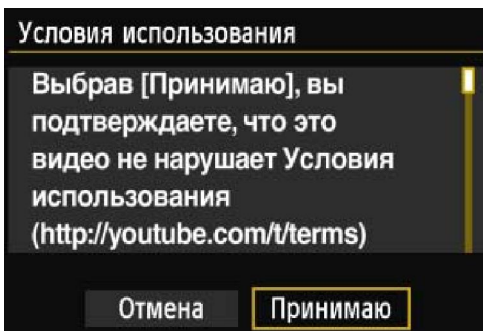 Условия использования
Выбрав [Принимаю], вы
подтверждаете, что это
видео не нарушает Условия
использования
(http://youtube.com/t/terms)
Отмена
Принимаю